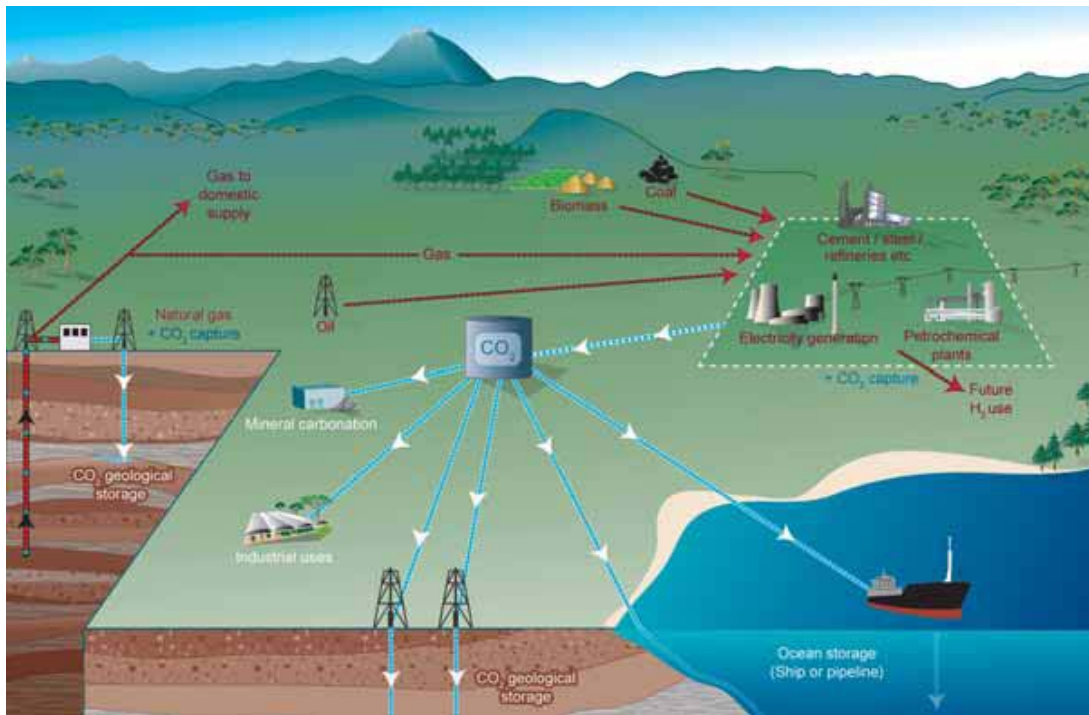 Gas to
domestic
supply
Coal
Biomass
Cement / steel /
refineries etc
Gas
Natural gas
+ CO₂ capture
Oil
Electricity generation
Petrochemical
plants
CO₂
+ CO₂ capture
Future
H₂ use
Mineral carbonation
CO₂ geological
storage
Industrial uses
Ocean storage
(Ship or pipeline)
CO₂ geological
storage